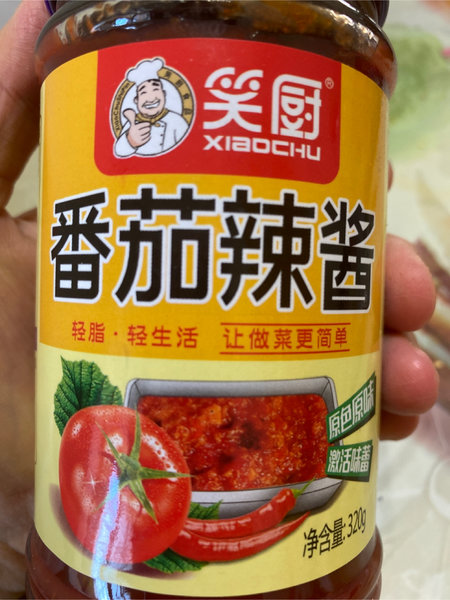 笑厨®
XIAOCHU
番茄辣酱
轻脂·轻生活 让做菜更简单
原色原味
激活味蕾
净含量:320g